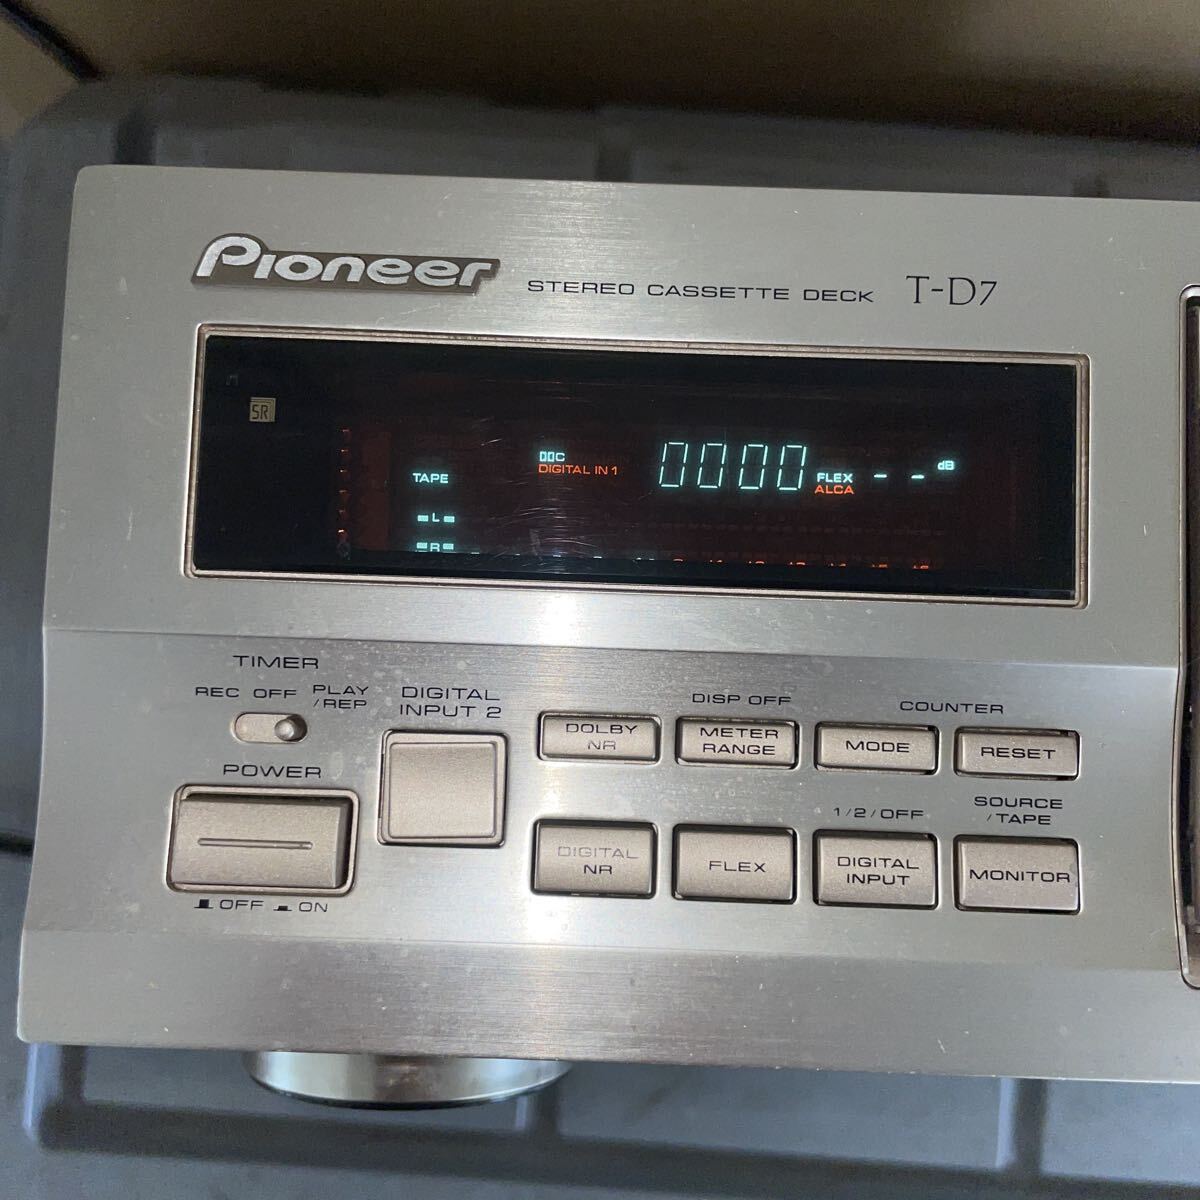 Pioneer STEREO CASSETTE DECK T-D7
SR
DOLBY C
DIGITAL IN 1
0000
FLEX
ALCA
-- dB
TAPE
L
R
TIMER
REC OFF PLAY
/REP
DIGITAL
INPUT 2
POWER
OFF ON
DISP OFF
COUNTER
DOLBY
NR
METER
RANGE
MODE
RESET
1/2/OFF
SOURCE
/TAPE
DIGITAL
NR
FLEX
DIGITAL
INPUT
MONITOR